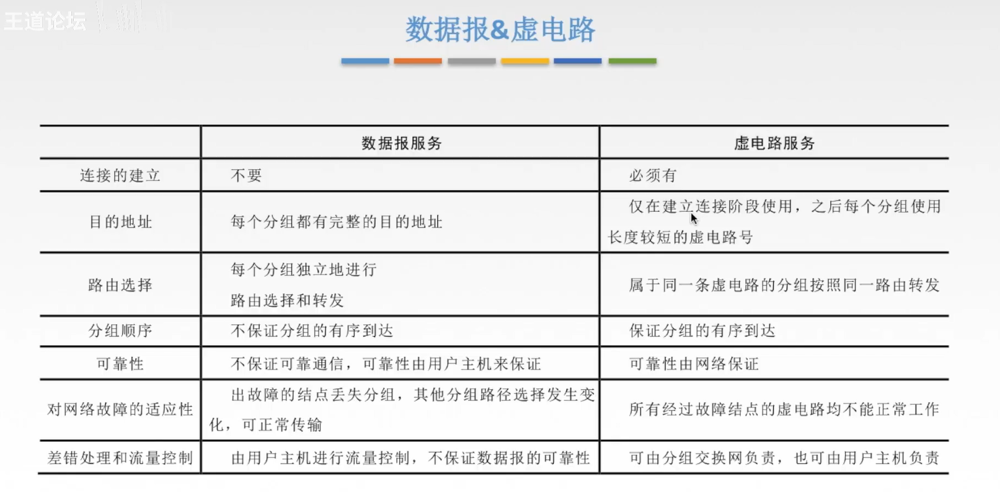 王道论坛
数据报&虚电路
数据报服务
虚电路服务
连接的建立
不要
必须有
目的地址
每个分组都有完整的目的地址
仅在建立连接阶段使用，之后每个分组使用
长度较短的虚电路号
路由选择
每个分组独立地进行
路由选择和转发
属于同一条虚电路的分组按照同一路由转发
分组顺序
不保证分组的有序到达
保证分组的有序到达
可靠性
不保证可靠通信，可靠性由用户主机来保证
可靠性由网络保证
对网络故障的适应性
出故障的结点丢失分组，其他分组路径选择发生变
化，可正常传输
所有经过故障结点的虚电路均不能正常工作
差错处理和流量控制
由用户主机进行流量控制，不保证数据报的可靠性
可由分组交换网负责，也可由用户主机负责